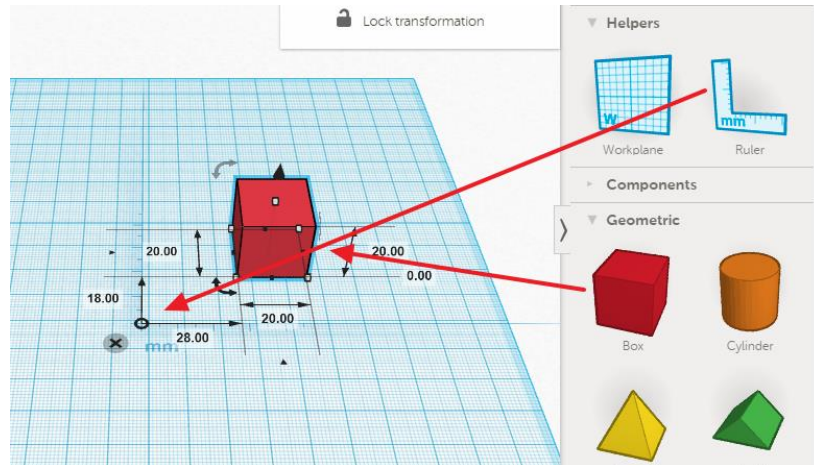 Lock transformation
Helpers
W
mm
Workplane
Ruler
Components
Geometric
Box
Cylinder
20.00
20.00
0.00
18.00
20.00
28.00
mm